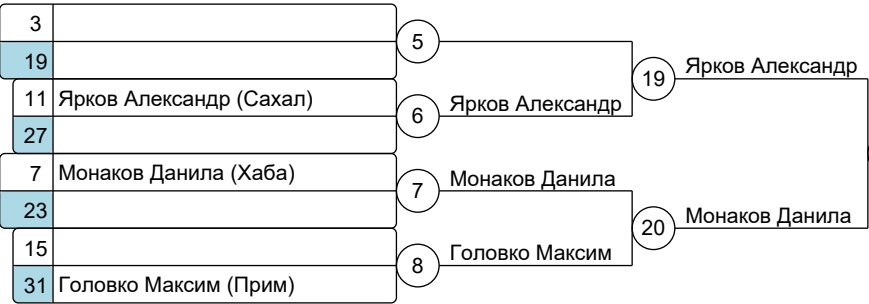 3
5
19
19
Ярков Александр
11
Ярков Александр (Сахал)
6
Ярков Александр
27
7
Монаков Данила (Хаба)
7
Монаков Данила
23
20
Монаков Данила
15
8
Головко Максим
31
Головко Максим (Прим)